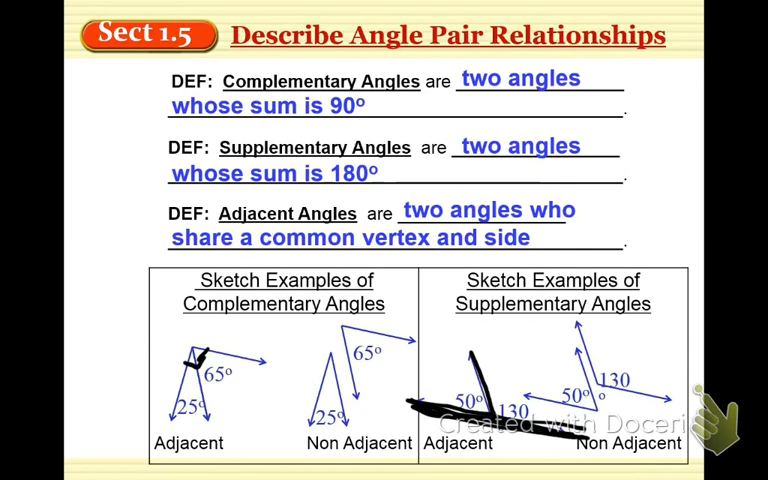 Sect 1.5 Describe Angle Pair Relationships
DEF: Complementary Angles are two angles
whose sum is 90º.
DEF: Supplementary Angles are two angles
whose sum is 180º.
DEF: Adjacent Angles are two angles who
share a common vertex and side.
Sketch Examples of
Complementary Angles
65º
25º
Adjacent
65º
25º
Non Adjacent
Sketch Examples of
Supplementary Angles
50º
130
Adjacent
130
50º
º
Non Adjacent
Created with Doceri